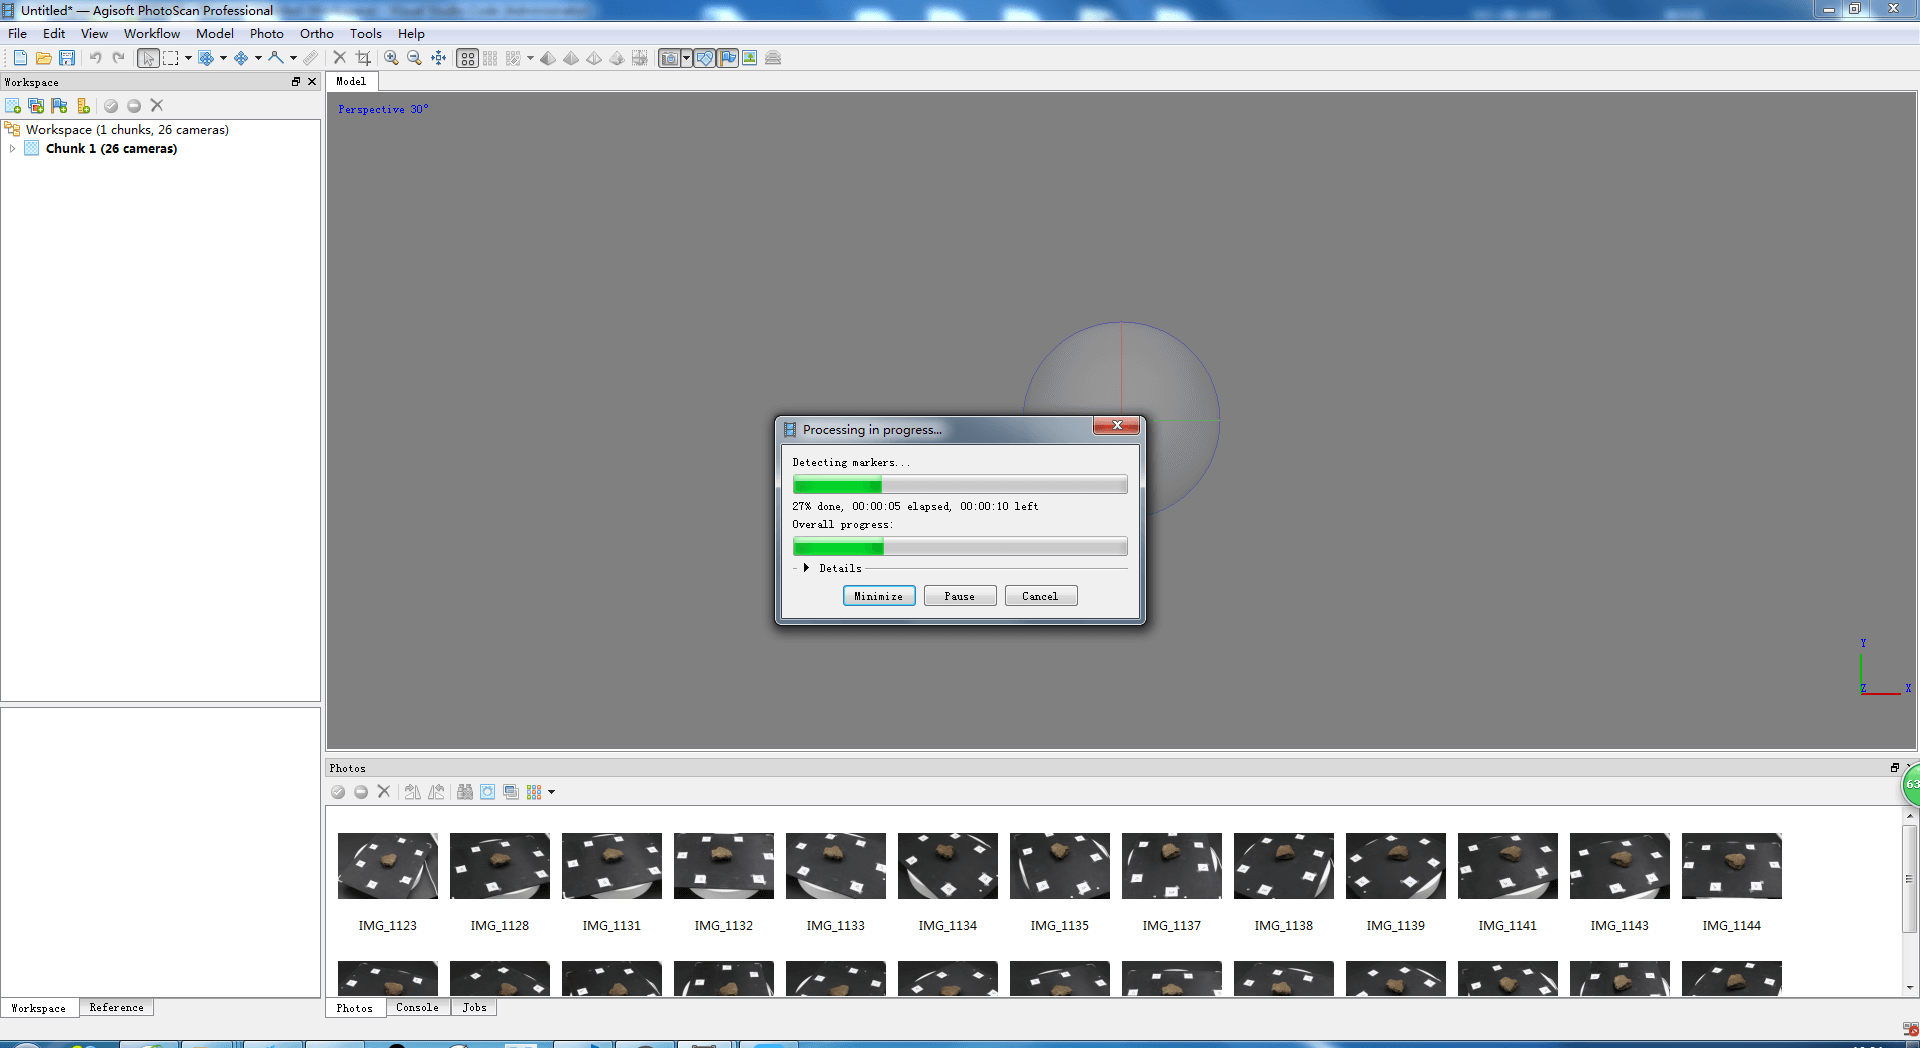 Untitled* — Agisoft PhotoScan Professional
File Edit View Workflow Model Photo Ortho Tools Help
Workspace
Model
Perspective 30°
Workspace (1 chunks, 26 cameras)
Chunk 1 (26 cameras)
Processing in progress...
Detecting markers...
27% done, 00:00:05 elapsed, 00:00:10 left
Overall progress:
Details
Minimize Pause Cancel
Y
Z X
Photos
63
IMG_1123 IMG_1128 IMG_1131 IMG_1132 IMG_1133 IMG_1134 IMG_1135 IMG_1137 IMG_1138 IMG_1139 IMG_1141 IMG_1143 IMG_1144
Workspace Reference
Photos Console Jobs